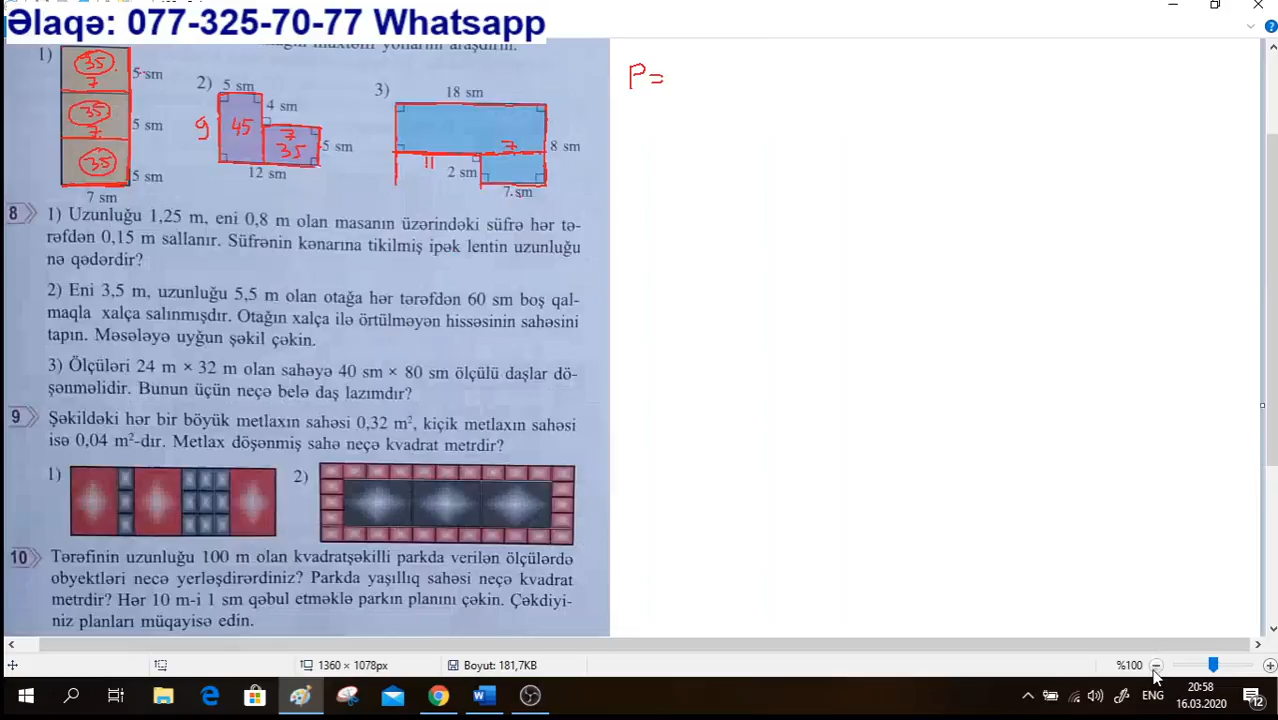 Əlaqə: 077-325-70-77 Whatsapp
1)
35
7
5 sm
35
7
5 sm
35
5 sm
7 sm
2) 5 sm
4 sm
9
45
7
35
5 sm
12 sm
3)
18 sm
7
8 sm
11
2 sm
7 sm
P=
8 1) Uzunluğu 1,25 m, eni 0,8 m olan masanın üzərindəki süfrə hər tə-
rəfdən 0,15 m sallanır. Süfrənin kənarına tikilmiş ipək lentin uzunluğu
nə qədərdir?
2) Eni 3,5 m, uzunluğu 5,5 m olan otağa hər tərəfdən 60 sm boş qal-
maqla xalça salınmışdır. Otağın xalça ilə örtülməyən hissəsinin sahəsini
tapın. Məsələyə uyğun şəkil çəkin.
3) Ölçüləri 24 m × 32 m olan sahəyə 40 sm × 80 sm ölçülü daşlar dö-
şənməlidir. Bunun üçün neçə belə daş lazımdır?
9 Şəkildəki hər bir böyük metlaxın sahəsi 0,32 m², kiçik metlaxın sahəsi
isə 0,04 m²-dır. Metlax döşənmiş sahə neçə kvadrat metrdir?
1)
2)
10 Tərəfinin uzunluğu 100 m olan kvadratşəkilli parkda verilən ölçülərdə
obyektləri necə yerləşdirərdiniz? Parkda yaşıllıq sahəsi neçə kvadrat
metrdir? Hər 10 m-i 1 sm qəbul etməklə parkın planını çəkin. Çəkdiyi-
niz planları müqayisə edin.
1360 × 1078px
Boyut: 181,7KB
%100
ENG
20:58
16.03.2020
12